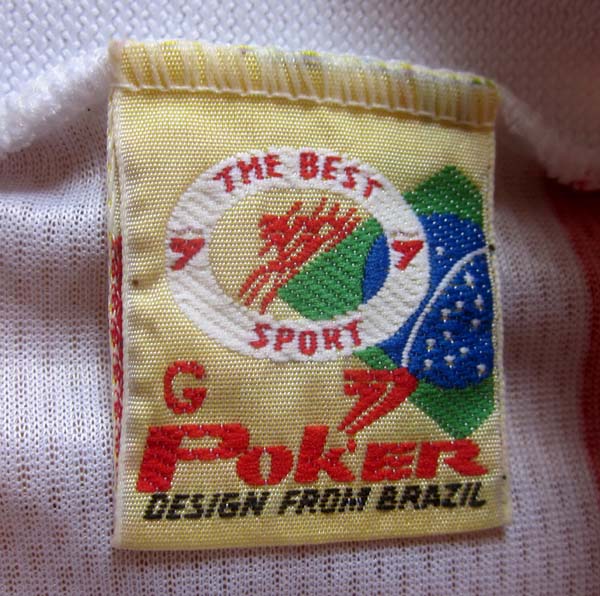 THE BEST
SPORT
G
POKER
DESIGN FROM BRAZIL